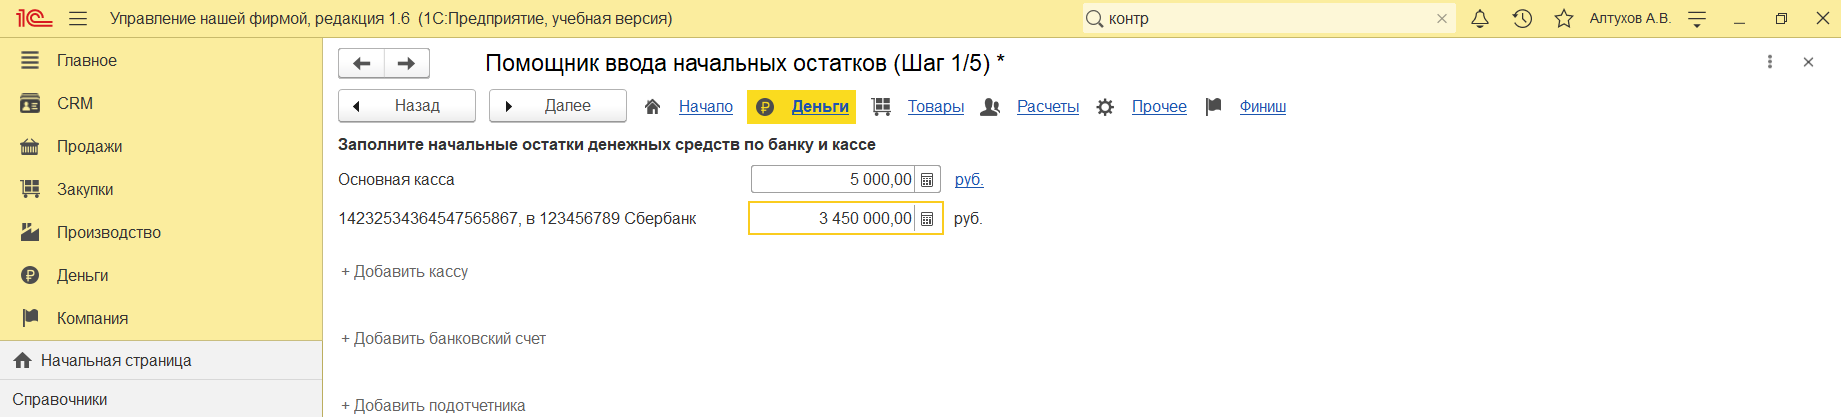 1С Управление нашей фирмой, редакция 1.6 (1С:Предприятие, учебная версия) контр Алтухов А.В.
Главное
CRM
Продажи
Закупки
Производство
Деньги
Компания
Начальная страница
Справочники
Помощник ввода начальных остатков (Шаг 1/5) *
Назад Далее Начало Деньги Товары Расчеты Прочее Финиш
Заполните начальные остатки денежных средств по банку и кассе
Основная касса 5 000,00 руб.
14232534364547565867, в 123456789 Сбербанк 3 450 000,00 руб.
+ Добавить кассу
+ Добавить банковский счет
+ Добавить подотчетника